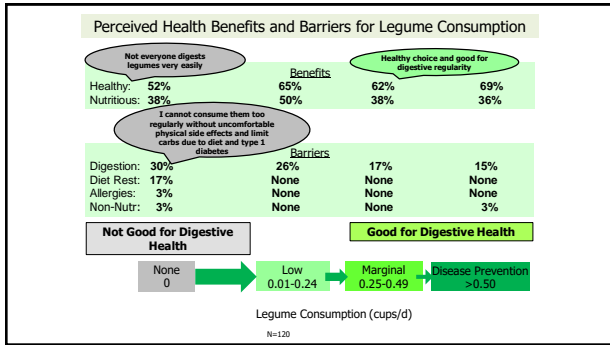 Perceived Health Benefits and Barriers for Legume Consumption
Not everyone digests
legumes very easily
Healthy choice and good for
digestive regularity
Benefits
Healthy: 52% 65% 62% 69%
Nutritious: 38% 50% 38% 36%
I cannot consume them too
regularly without uncomfortable
physical side effects and limit
carbs due to diet and type 1
diabetes
Barriers
Digestion: 30% 26% 17% 15%
Diet Rest: 17% None None None
Allergies: 3% None None None
Non-Nutr: 3% None None 3%
Not Good for Digestive
Health
Good for Digestive Health
None
0
Low
0.01-0.24
Marginal
0.25-0.49
Disease Prevention
>0.50
Legume Consumption (cups/d)
N=120